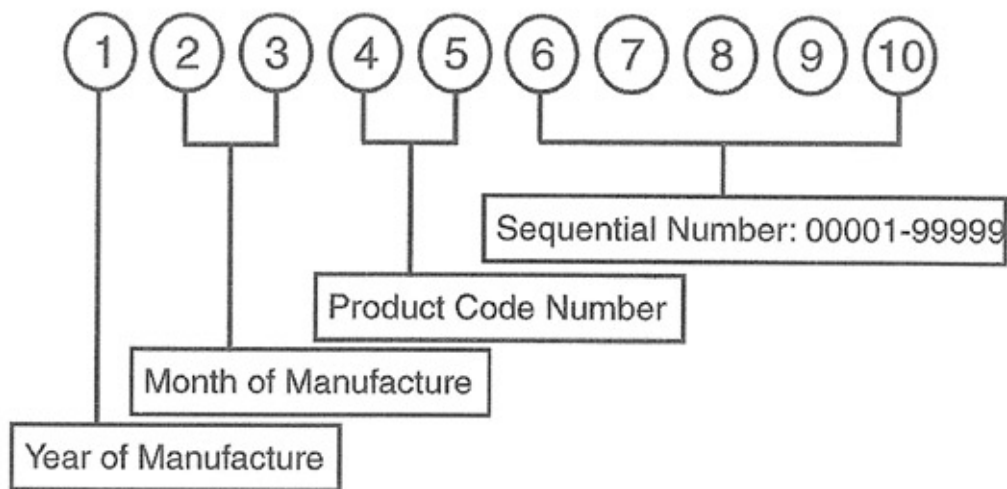 1 2 3 4 5 6 7 8 9 10
Sequential Number: 00001-99999
Product Code Number
Month of Manufacture
Year of Manufacture